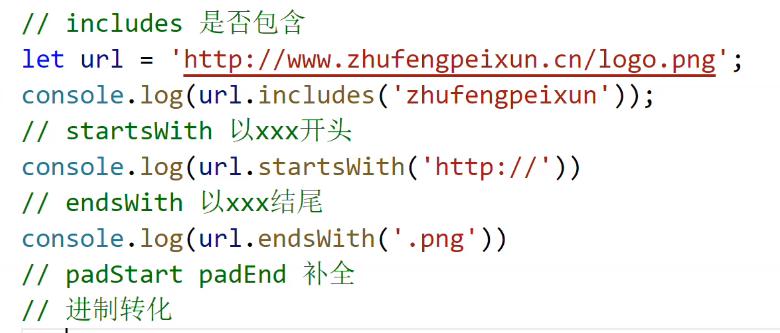 // includes 是否包含
let url = 'http://www.zhufengpeixun.cn/logo.png';
console.log(url.includes('zhufengpeixun'));
// startsWith 以xxx开头
console.log(url.startsWith('http://'))
// endsWith 以xxx结尾
console.log(url.endsWith('.png'))
// padStart padEnd 补全
// 进制转化